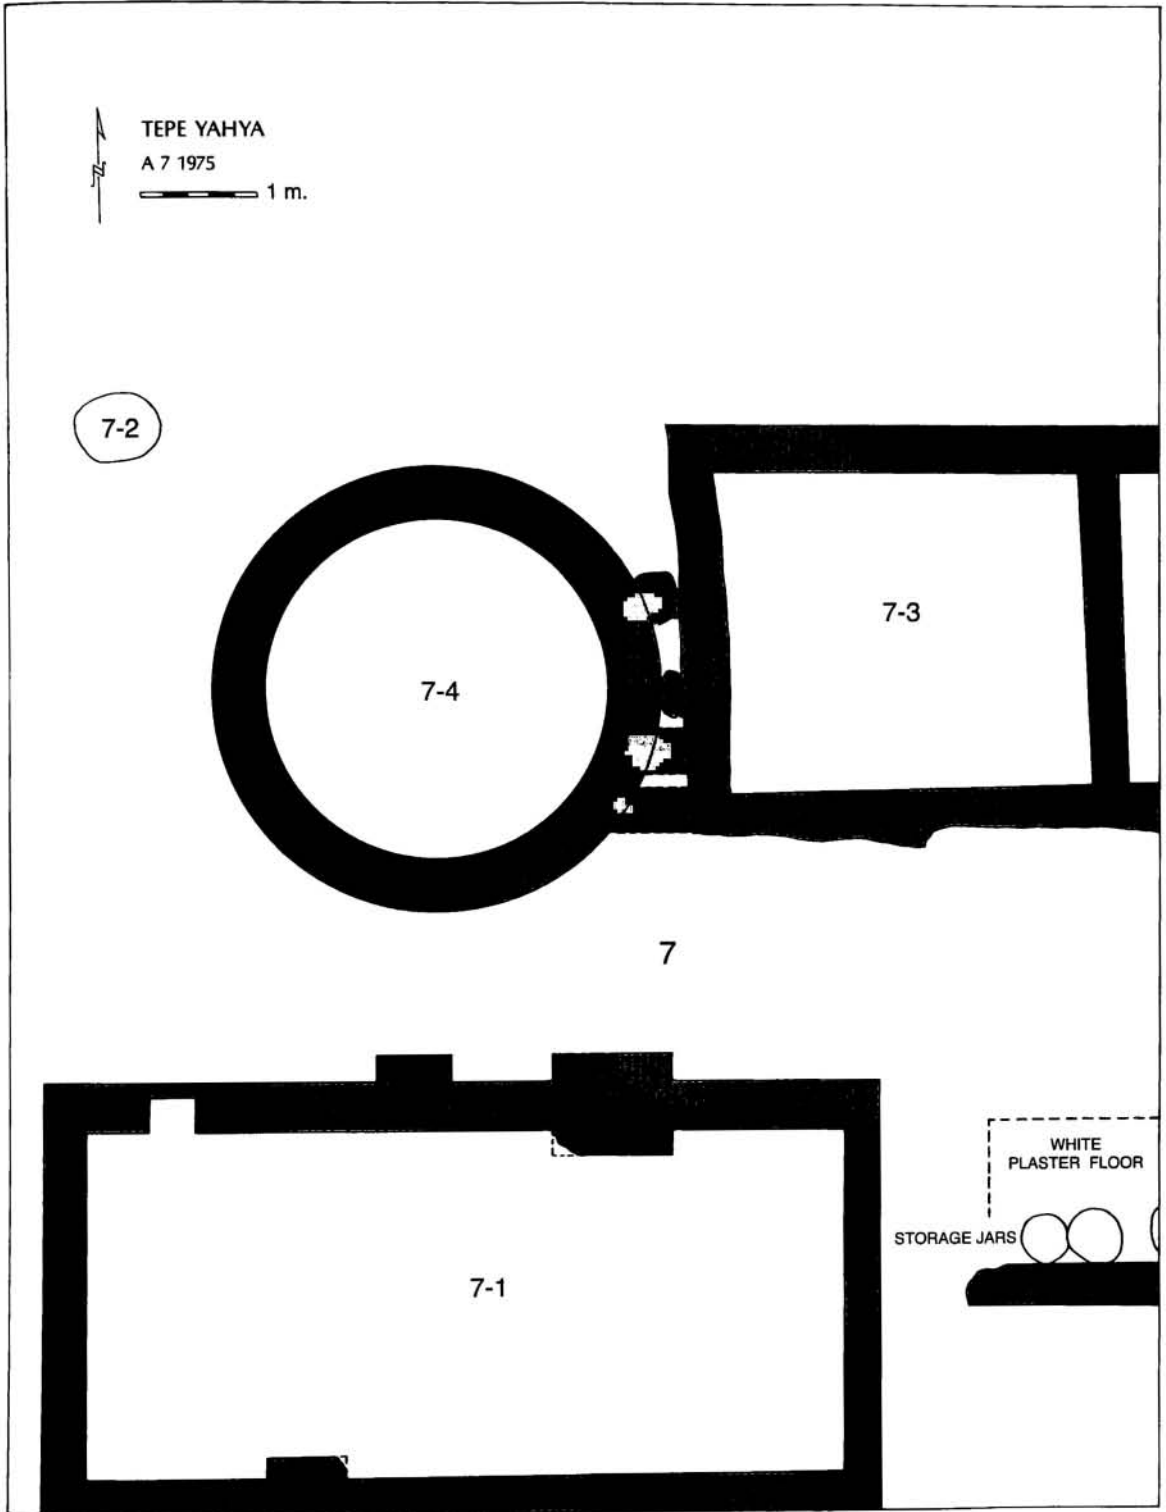 TEPE YAHYA
A 7 1975
1 m.
7-2
7-3
7-4
7
WHITE
PLASTER FLOOR
STORAGE JARS
7-1